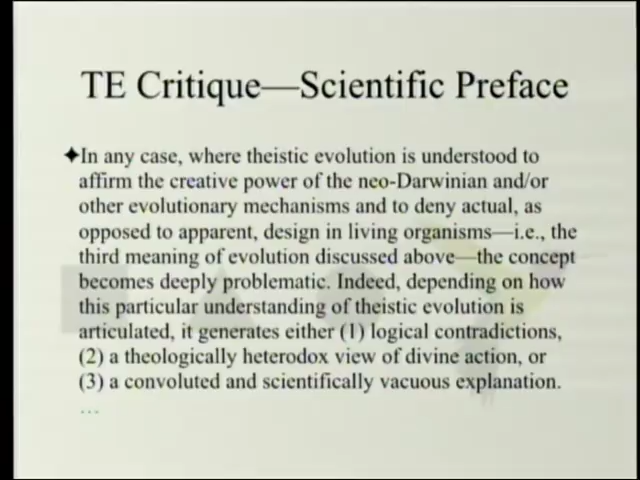 TE Critique—Scientific Preface
✦In any case, where theistic evolution is understood to
affirm the creative power of the neo-Darwinian and/or
other evolutionary mechanisms and to deny actual, as
opposed to apparent, design in living organisms—i.e., the
third meaning of evolution discussed above—the concept
becomes deeply problematic. Indeed, depending on how
this particular understanding of theistic evolution is
articulated, it generates either (1) logical contradictions,
(2) a theologically heterodox view of divine action, or
(3) a convoluted and scientifically vacuous explanation.
…